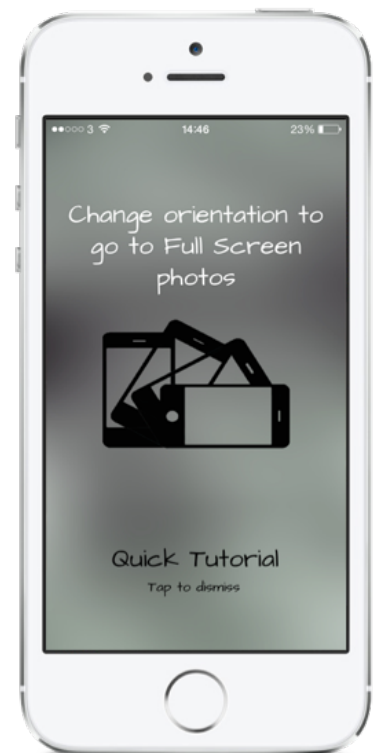 3 14:46 23%
Change orientation to
go to Full Screen
photos
Quick Tutorial
Tap to dismiss